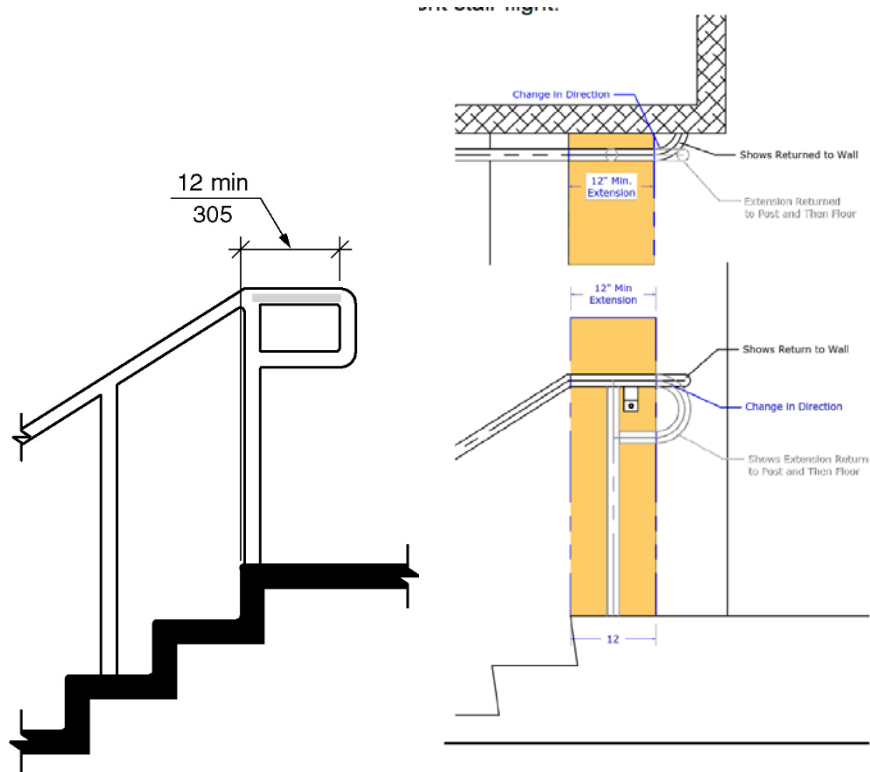 stair flight.
Change in Direction
Shows Returned to Wall
12" Min.
Extension
Extension Returned
to Post and Then Floor
12 min
305
12" Min
Extension
Shows Return to Wall
Change in Direction
Shows Extension Return
to Post and Then Floor
12